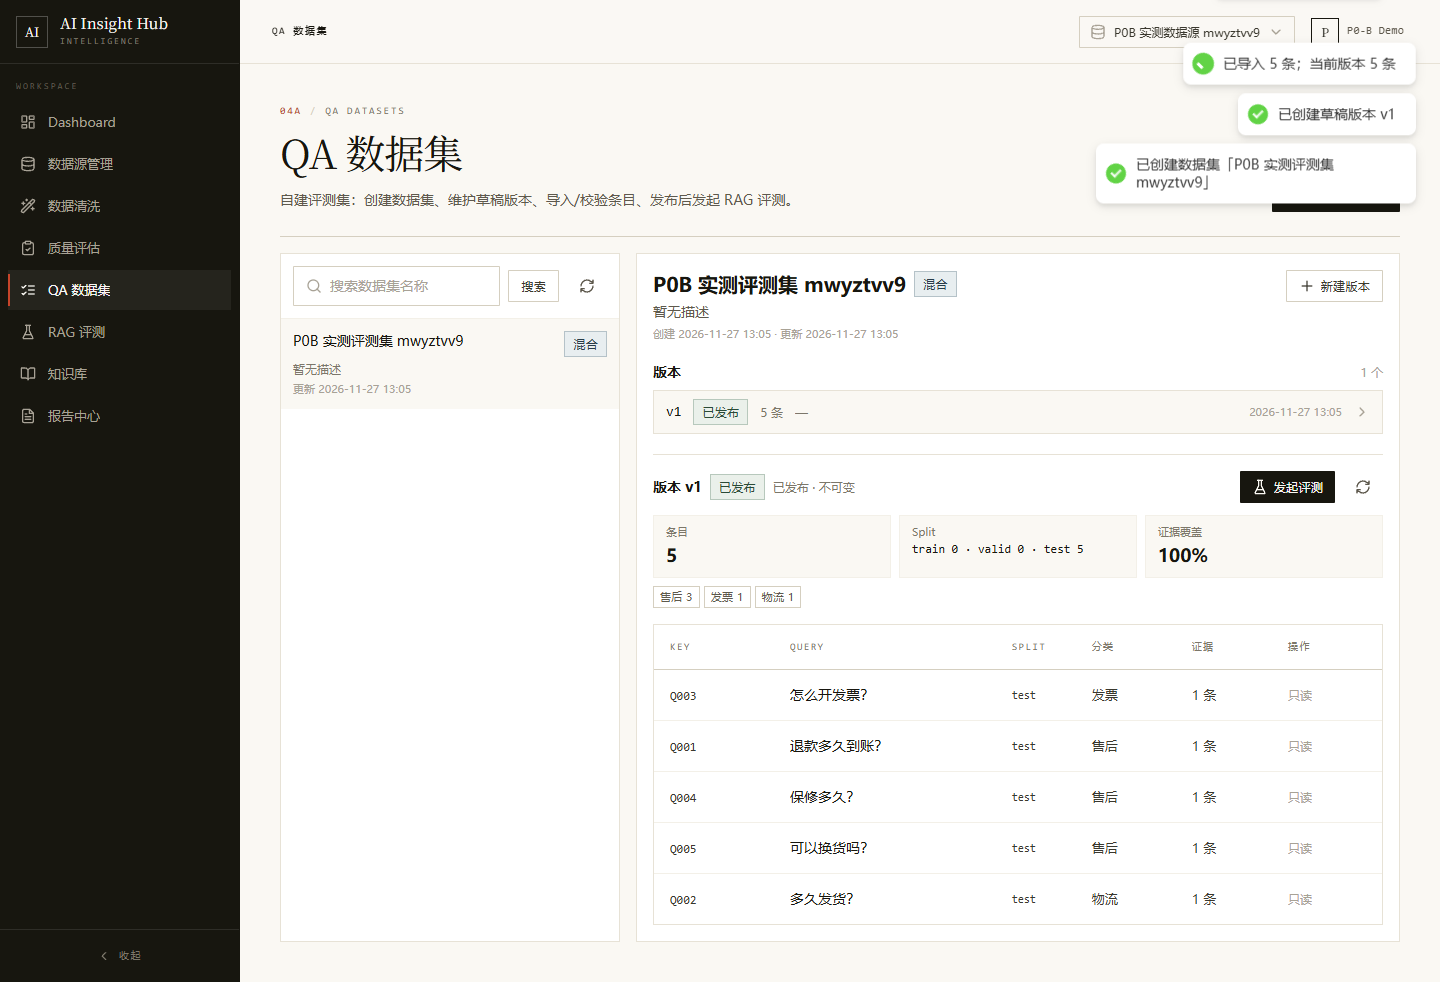 AI
AI Insight Hub
INTELLIGENCE
WORKSPACE
Dashboard
数据源管理
数据清洗
质量评估
QA 数据集
RAG 评测
知识库
报告中心
收起
QA 数据集
P0B 实测数据源 mwyztvv9
P
P0-B Demo
已导入 5 条；当前版本 5 条
已创建草稿版本 v1
已创建数据集「P0B 实测评测集
mwyztvv9」
04A / QA DATASETS
QA 数据集
自建评测集：创建数据集、维护草稿版本、导入/校验条目、发布后发起 RAG 评测。
搜索数据集名称
搜索
P0B 实测评测集 mwyztvv9
混合
暂无描述
更新 2026-11-27 13:05
P0B 实测评测集 mwyztvv9
混合
新建版本
暂无描述
创建 2026-11-27 13:05 · 更新 2026-11-27 13:05
版本
1 个
v1 已发布 5 条 —
2026-11-27 13:05
版本 v1 已发布 已发布 · 不可变
发起评测
条目
5
Split
train 0 · valid 0 · test 5
证据覆盖
100%
售后 3 发票 1 物流 1
KEY QUERY SPLIT 分类 证据 操作
Q003 怎么开发票? test 发票 1 条 只读
Q001 退款多久到账? test 售后 1 条 只读
Q004 保修多久? test 售后 1 条 只读
Q005 可以换货吗? test 售后 1 条 只读
Q002 多久发货? test 物流 1 条 只读